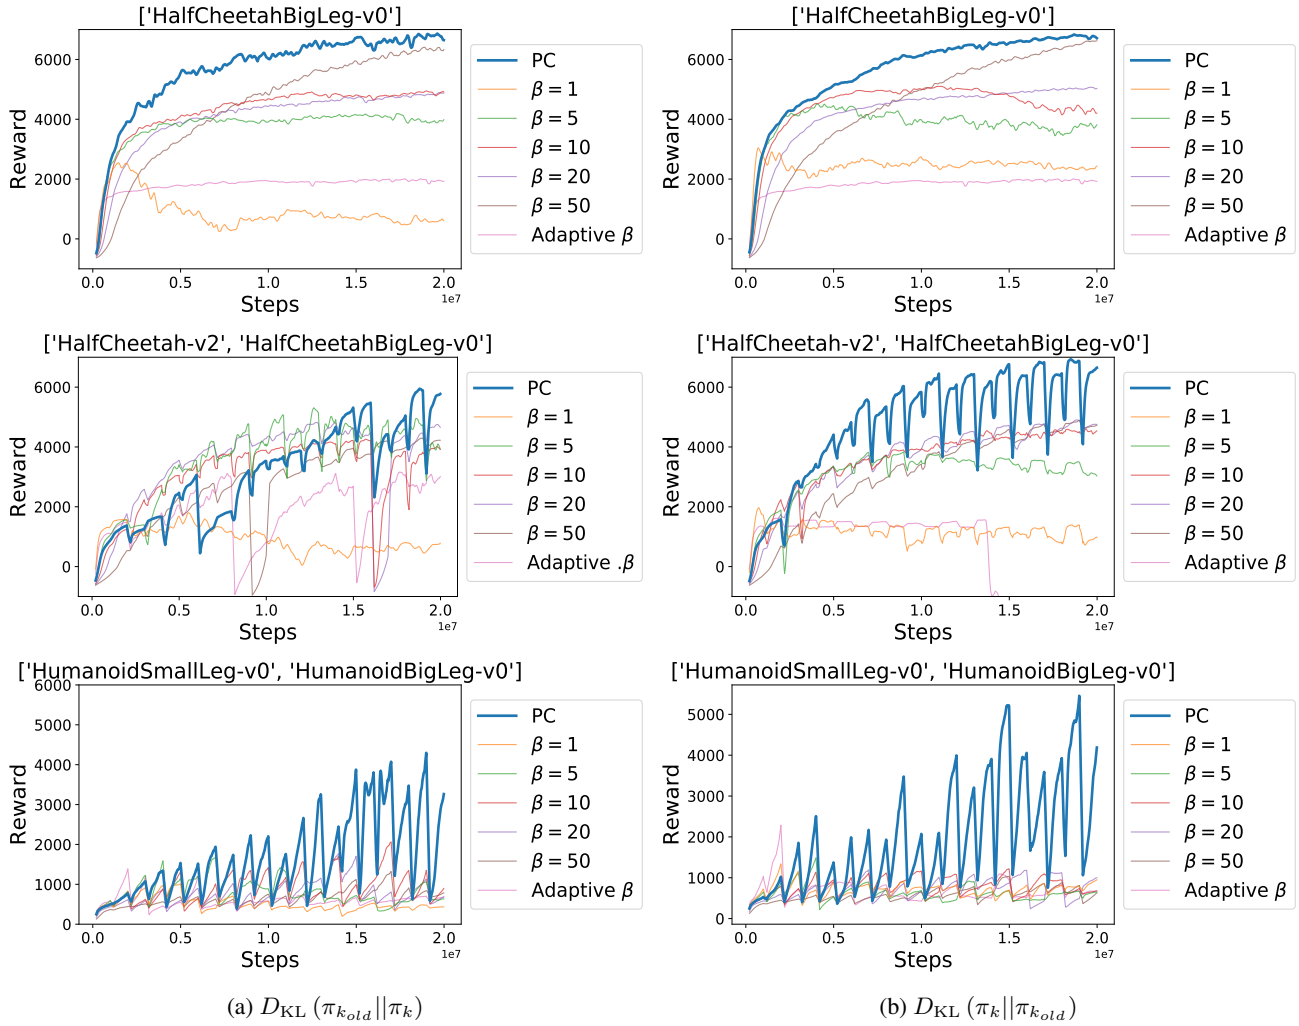 ['HalfCheetahBigLeg-v0']
Reward
6000
4000
2000
0
0.0 0.5 1.0 1.5 2.0
1e7
Steps
PC
β = 1
β = 5
β = 10
β = 20
β = 50
Adaptive β
['HalfCheetahBigLeg-v0']
Reward
6000
4000
2000
0
0.0 0.5 1.0 1.5 2.0
1e7
Steps
PC
β = 1
β = 5
β = 10
β = 20
β = 50
Adaptive β
['HalfCheetah-v2', 'HalfCheetahBigLeg-v0']
Reward
6000
4000
2000
0
0.0 0.5 1.0 1.5 2.0
1e7
Steps
PC
β = 1
β = 5
β = 10
β = 20
β = 50
Adaptive .β
['HalfCheetah-v2', 'HalfCheetahBigLeg-v0']
Reward
6000
4000
2000
0
0.0 0.5 1.0 1.5 2.0
1e7
Steps
PC
β = 1
β = 5
β = 10
β = 20
β = 50
Adaptive β
['HumanoidSmallLeg-v0', 'HumanoidBigLeg-v0']
Reward
6000
5000
4000
3000
2000
1000
0
0.0 0.5 1.0 1.5 2.0
1e7
Steps
PC
β = 1
β = 5
β = 10
β = 20
β = 50
Adaptive β
['HumanoidSmallLeg-v0', 'HumanoidBigLeg-v0']
Reward
5000
4000
3000
2000
1000
0
0.0 0.5 1.0 1.5 2.0
1e7
Steps
PC
β = 1
β = 5
β = 10
β = 20
β = 50
Adaptive β
(a) D_KL (π_k_old||π_k)
(b) D_KL (π_k||π_k_old)